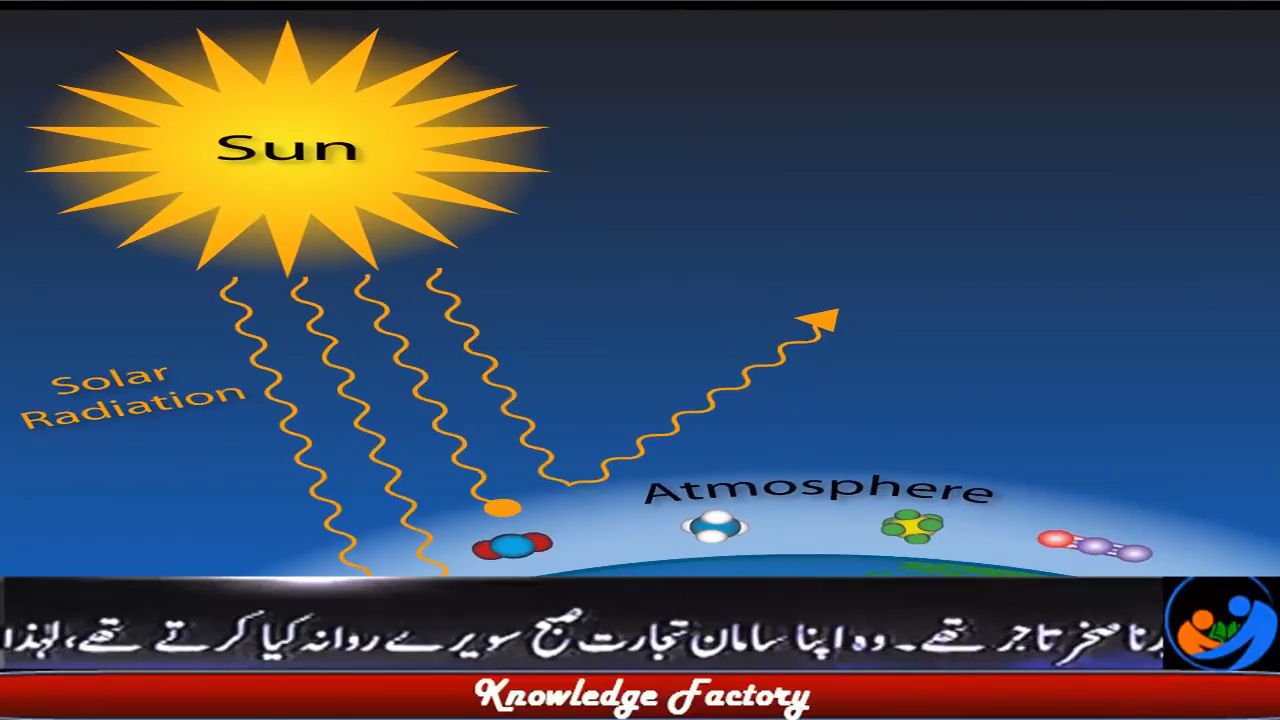 Sun
Solar
Radiation
Atmosphere
صخر تاجر تھے۔ وہ اپنا سامان تجارت صبح سویرے روانہ کیا کرتے تھے، لہٰذا
Knowledge Factory